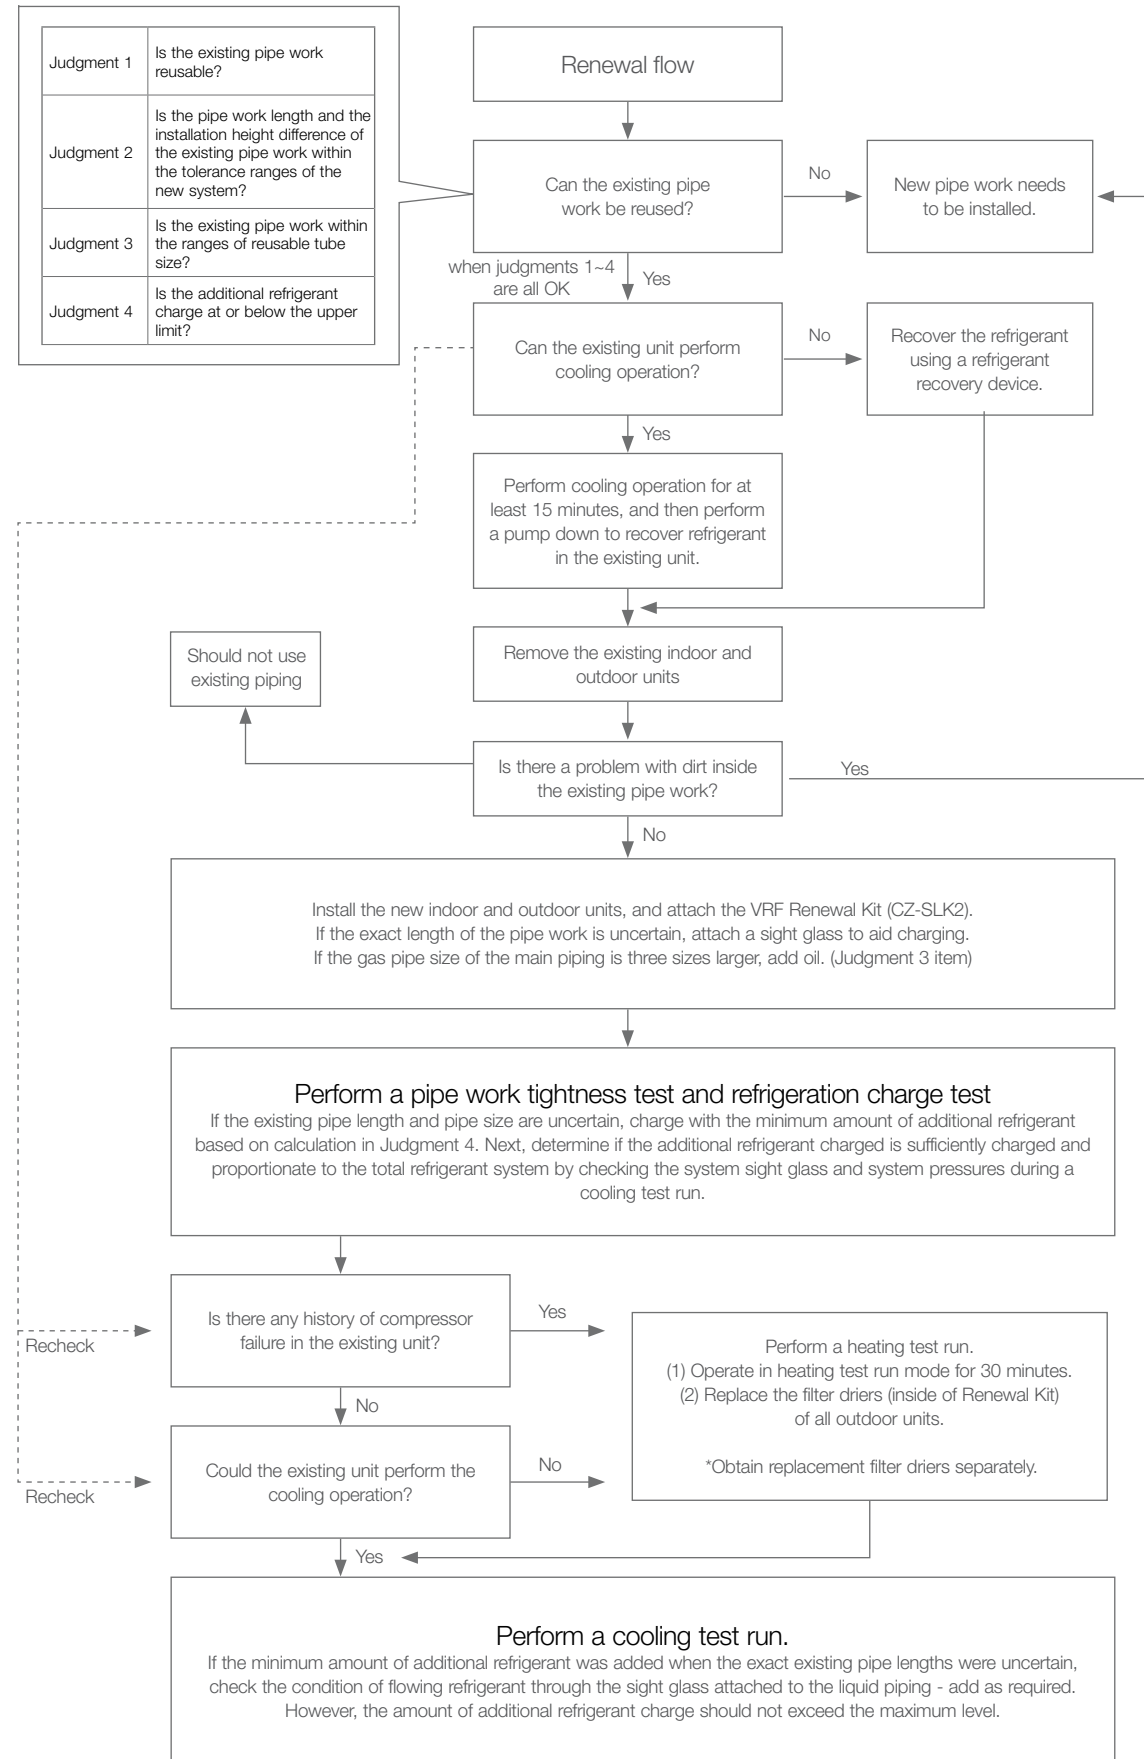 Judgment 1
Is the existing pipe work
reusable?
Judgment 2
Is the pipe work length and the
installation height difference of
the existing pipe work within
the tolerance ranges of the
new system?
Judgment 3
Is the existing pipe work within
the ranges of reusable tube
size?
Judgment 4
Is the additional refrigerant
charge at or below the upper
limit?
Renewal flow
Can the existing pipe
work be reused?
No
New pipe work needs
to be installed.
when judgments 1~4
are all OK
Yes
Can the existing unit perform
cooling operation?
No
Recover the refrigerant
using a refrigerant
recovery device.
Yes
Perform cooling operation for at
least 15 minutes, and then perform
a pump down to recover refrigerant
in the existing unit.
Remove the existing indoor and
outdoor units
Should not use
existing piping
Is there a problem with dirt inside
the existing pipe work?
Yes
No
Install the new indoor and outdoor units, and attach the VRF Renewal Kit (CZ-SLK2).
If the exact length of the pipe work is uncertain, attach a sight glass to aid charging.
If the gas pipe size of the main piping is three sizes larger, add oil. (Judgment 3 item)
Perform a pipe work tightness test and refrigeration charge test
If the existing pipe length and pipe size are uncertain, charge with the minimum amount of additional refrigerant
based on calculation in Judgment 4. Next, determine if the additional refrigerant charged is sufficiently charged and
proportionate to the total refrigerant system by checking the system sight glass and system pressures during a
cooling test run.
Recheck
Is there any history of compressor
failure in the existing unit?
Yes
No
Perform a heating test run.
(1) Operate in heating test run mode for 30 minutes.
(2) Replace the filter driers (inside of Renewal Kit)
of all outdoor units.
*Obtain replacement filter driers separately.
Recheck
Could the existing unit perform the
cooling operation?
No
Yes
Perform a cooling test run.
If the minimum amount of additional refrigerant was added when the exact existing pipe lengths were uncertain,
check the condition of flowing refrigerant through the sight glass attached to the liquid piping - add as required.
However, the amount of additional refrigerant charge should not exceed the maximum level.